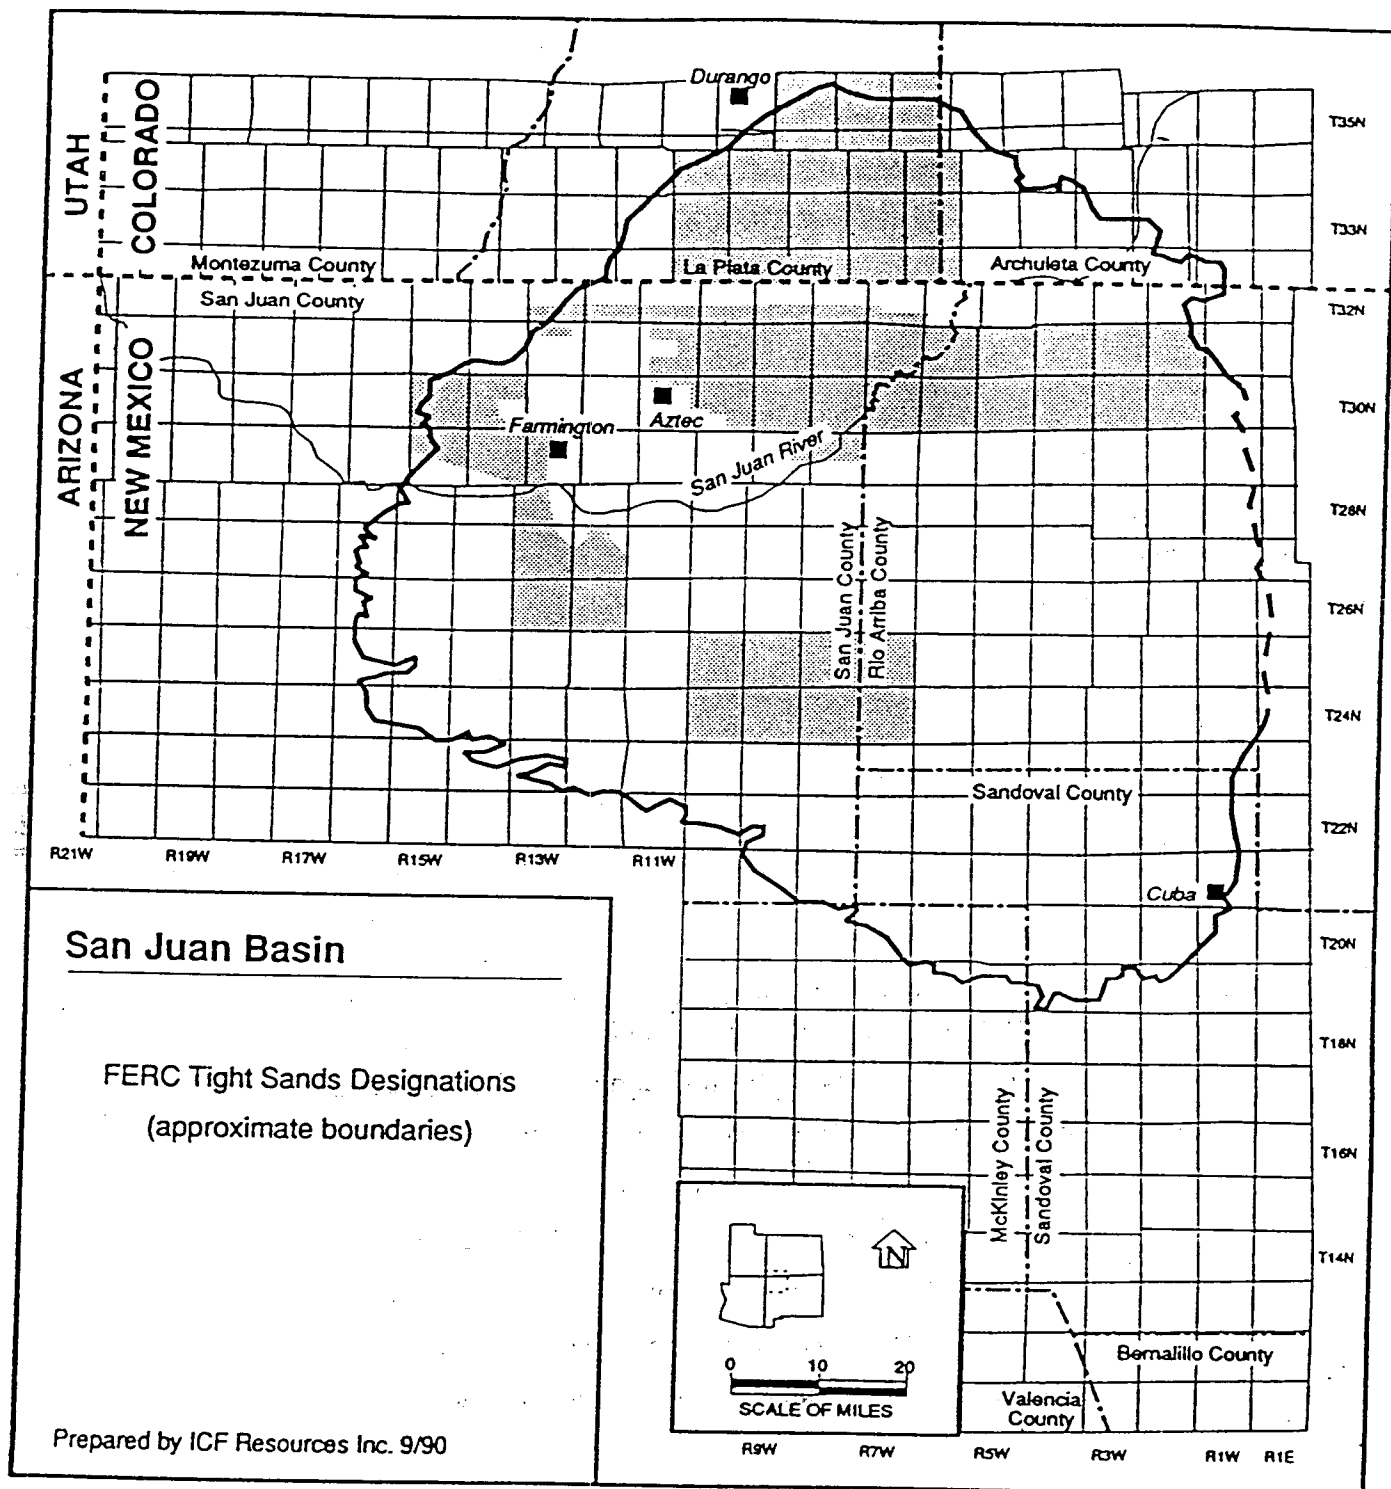 Durango
UTAH
COLORADO
T35N
T33N
Montezuma County
La Plata County
Archuleta County
San Juan County
T32N
ARIZONA
NEW MEXICO
T30N
Farmington
Aztec
San Juan River
T28N
San Juan County
Rio Arriba County
T26N
T24N
Sandoval County
T22N
R21W R19W R17W R15W R13W R11W
Cuba
T20N
San Juan Basin
T18N
FERC Tight Sands Designations
(approximate boundaries)
McKinley County
Sandoval County
T16N
N
T14N
0 10 20
SCALE OF MILES
Bernalillo County
Valencia
County
Prepared by ICF Resources Inc. 9/90
R9W R7W R5W R3W R1W R1E